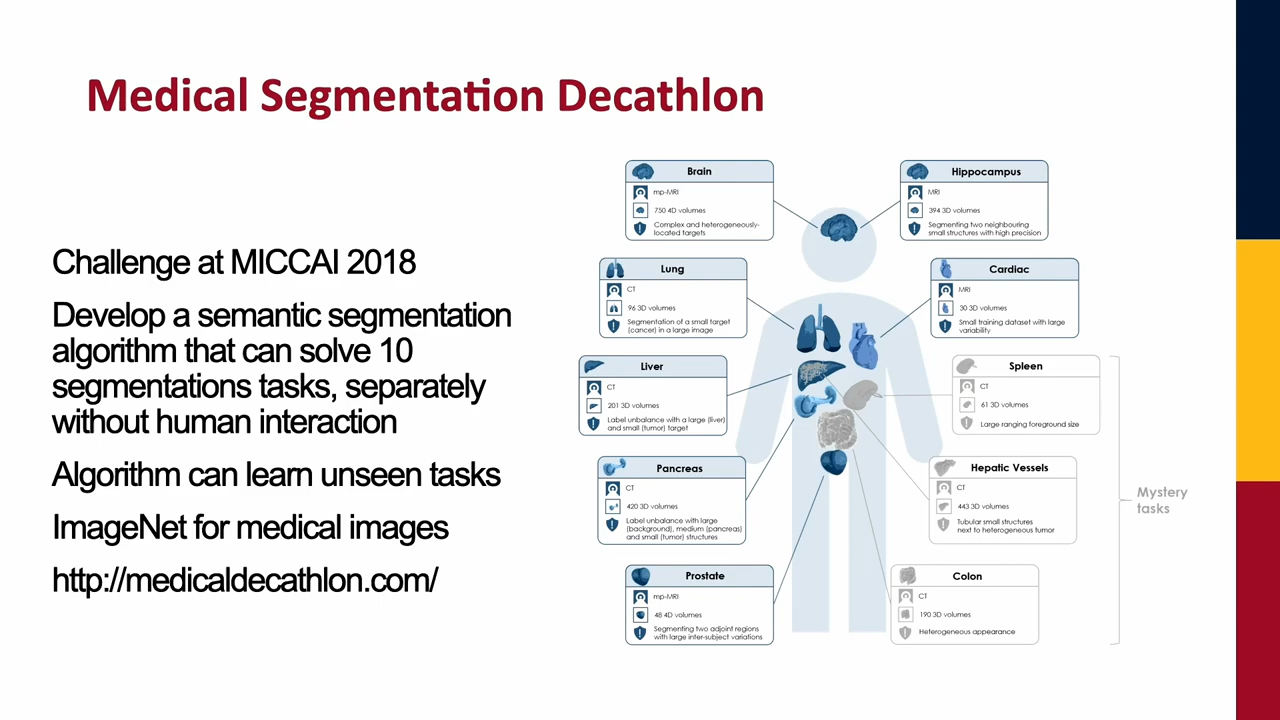 Medical Segmentation Decathlon
Challenge at MICCAI 2018
Develop a semantic segmentation
algorithm that can solve 10
segmentations tasks, separately
without human interaction
Algorithm can learn unseen tasks
ImageNet for medical images
http://medicaldecathlon.com/
Brain
mp-MRI
750 4D volumes
Complex and heterogeneously-
located targets
Hippocampus
MRI
394 3D volumes
Segmenting two neighbouring
small structures with high precision
Lung
CT
96 3D volumes
Segmentation of a small target
(cancer) in a large image
Cardiac
MRI
30 3D volumes
Small training dataset with large
variability
Liver
CT
201 3D volumes
Label unbalance with a large (liver)
and small (tumor) target
Spleen
CT
61 3D volumes
Large ranging foreground size
Pancreas
CT
420 3D volumes
Label unbalance with large
(background), medium (pancreas)
and small (tumor) structures
Hepatic Vessels
CT
443 3D volumes
Tubular small structures
next to heterogeneous tumor
Prostate
mp-MRI
48 4D volumes
Segmenting two adjoint regions
with large inter-subject variations
Colon
CT
190 3D volumes
Heterogeneous appearance
Mystery
tasks